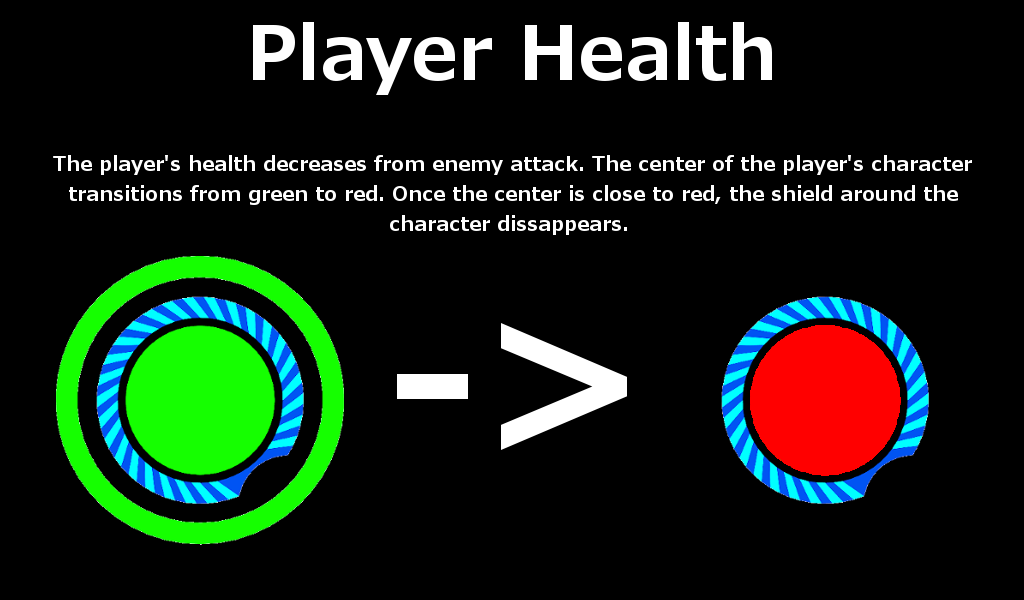 Player Health
The player's health decreases from enemy attack. The center of the player's character
transitions from green to red. Once the center is close to red, the shield around the
character dissappears.
->